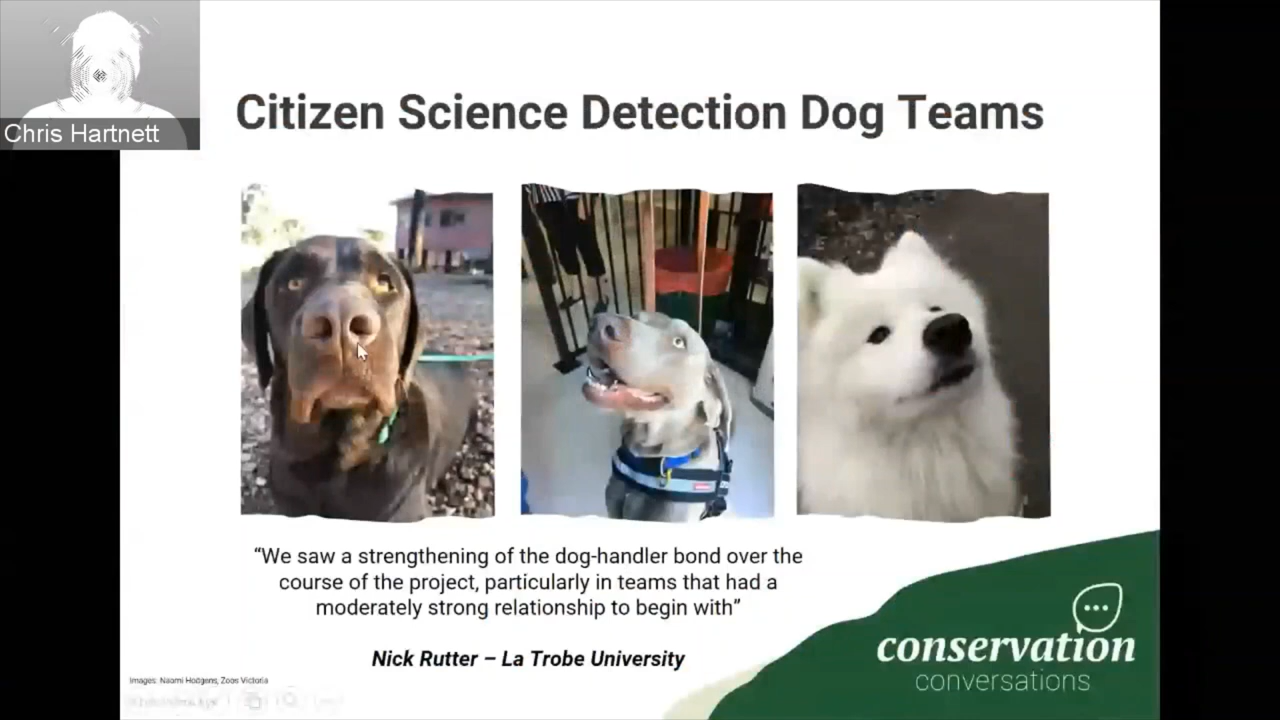 Chris Hartnett
Citizen Science Detection Dog Teams
“We saw a strengthening of the dog-handler bond over the
course of the project, particularly in teams that had a
moderately strong relationship to begin with”
Nick Rutter – La Trobe University
Images: Naomi Hodgens, Zoos Victoria
conservation
conversations